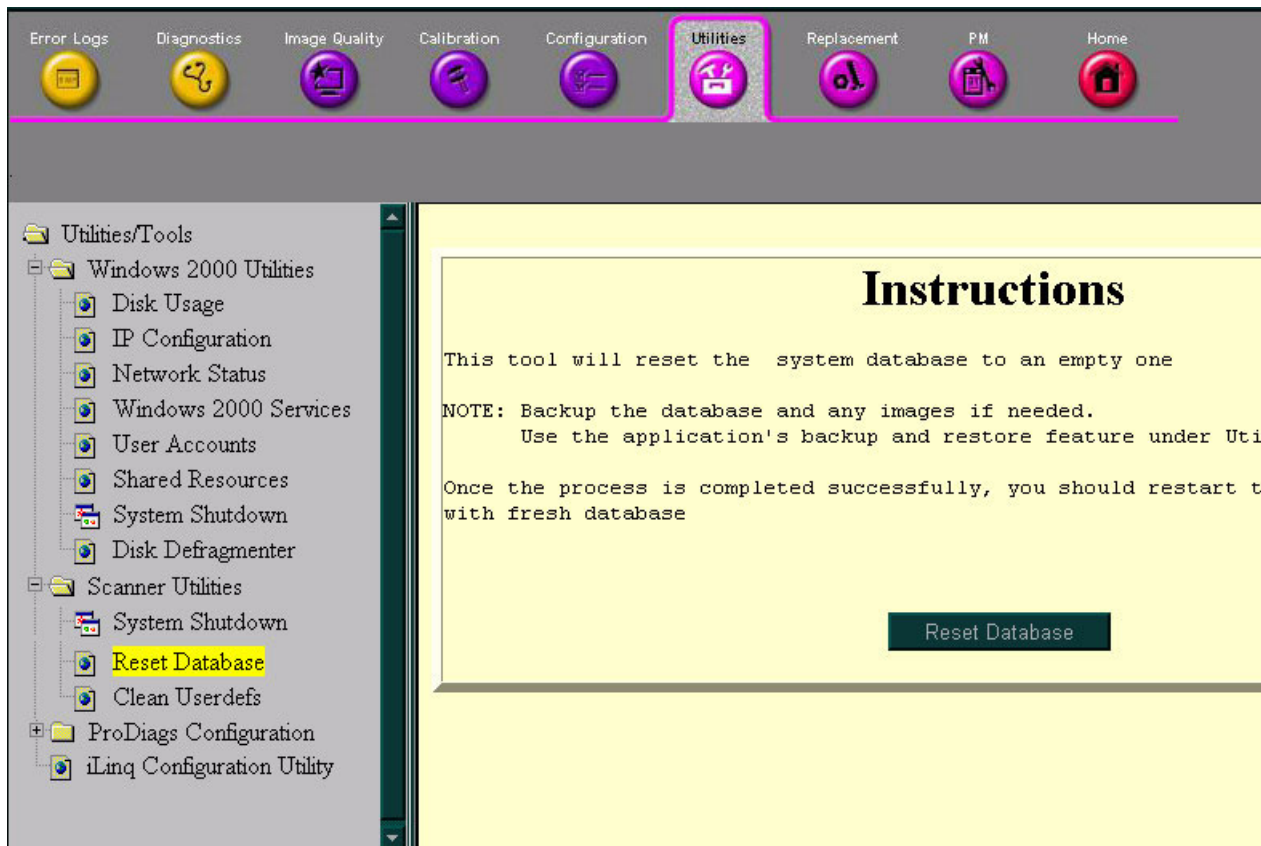 Error Logs Diagnostics Image Quality Calibration Configuration Utilities Replacement PM Home
Utilities/Tools
Windows 2000 Utilities
Disk Usage
IP Configuration
Network Status
Windows 2000 Services
User Accounts
Shared Resources
System Shutdown
Disk Defragmenter
Scanner Utilities
System Shutdown
Reset Database
Clean Userdefs
ProDiags Configuration
iLinq Configuration Utility
Instructions
This tool will reset the  system database to an empty one
NOTE: Backup the database and any images if needed.
Use the application's backup and restore feature under Uti
Once the process is completed successfully, you should restart t
with fresh database
Reset Database